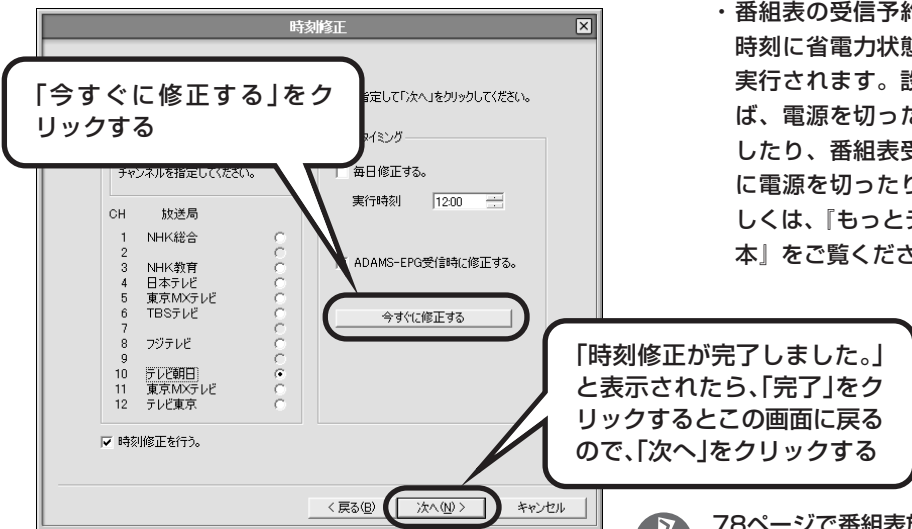 時刻修正
「今すぐに修正する」をク
リックする
定して「次へ」をクリックしてください。
タイミング
チャンネルを指定してください。
毎日修正する。
実行時刻 12:00
CH 放送局
1 NHK総合
2
3 NHK教育
4 日本テレビ
5 東京MXテレビ
6 TBSテレビ
7
8 フジテレビ
9
10 テレビ朝日
11 東京MXテレビ
12 テレビ東京
ADAMS-EPG受信時に修正する。
今すぐに修正する
時刻修正を行う。
< 戻る(B) 次へ(N) > キャンセル
「時刻修正が完了しました。」
と表示されたら、「完了」をク
リックするとこの画面に戻る
ので、「次へ」をクリックする
・番組表の受信予約
時刻に省電力状態
実行されます。設
ば、電源を切った
したり、番組表受
に電源を切ったり
しくは、『もっとテ
本』をご覧くださ
78ページで番組表